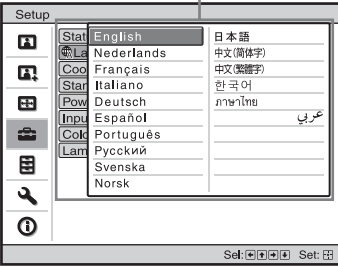 Setup
Stat
La
Coo
Star
Pow
Inpu
Colo
Lam
English
Nederlands
Français
Italiano
Deutsch
Español
Português
Русский
Svenska
Norsk
日本語
中文(简体字)
中文(繁體字)
한국어
ภาษาไทย
عربي
Sel: Set: